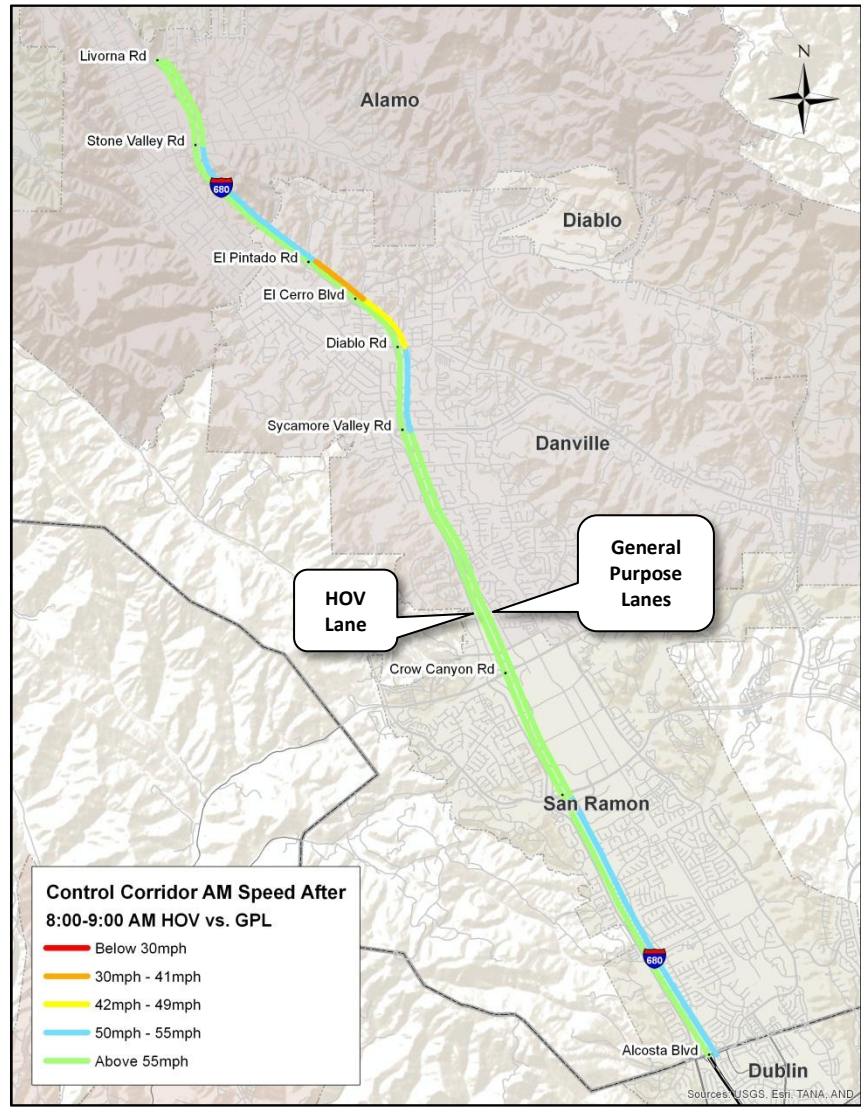 Livorna Rd
N
Alamo
Stone Valley Rd
680
Diablo
El Pintado Rd
El Cerro Blvd
Diablo Rd
Sycamore Valley Rd
Danville
General
Purpose
Lanes
HOV
Lane
Crow Canyon Rd
San Ramon
Control Corridor AM Speed After
8:00-9:00 AM HOV vs. GPL
Below 30mph
30mph - 41mph
42mph - 49mph
50mph - 55mph
Above 55mph
680
Alcosta Blvd
Dublin
Sources: USGS, Esri, TANA, AND